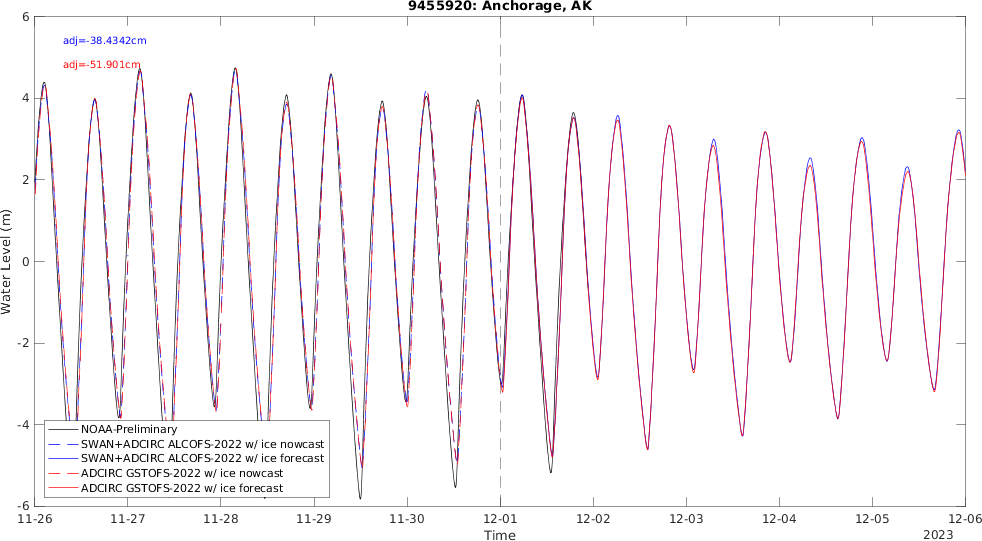 9455920: Anchorage, AK
adj=-38.4342cm
adj=-51.901cm
Water Level (m)
6
4
2
0
-2
-4
-6
NOAA-Preliminary
SWAN+ADCIRC ALCOFS-2022 w/ ice nowcast
SWAN+ADCIRC ALCOFS-2022 w/ ice forecast
ADCIRC GSTOFS-2022 w/ ice nowcast
ADCIRC GSTOFS-2022 w/ ice forecast
11-26 11-27 11-28 11-29 11-30 12-01 12-02 12-03 12-04 12-05 12-06
Time
2023